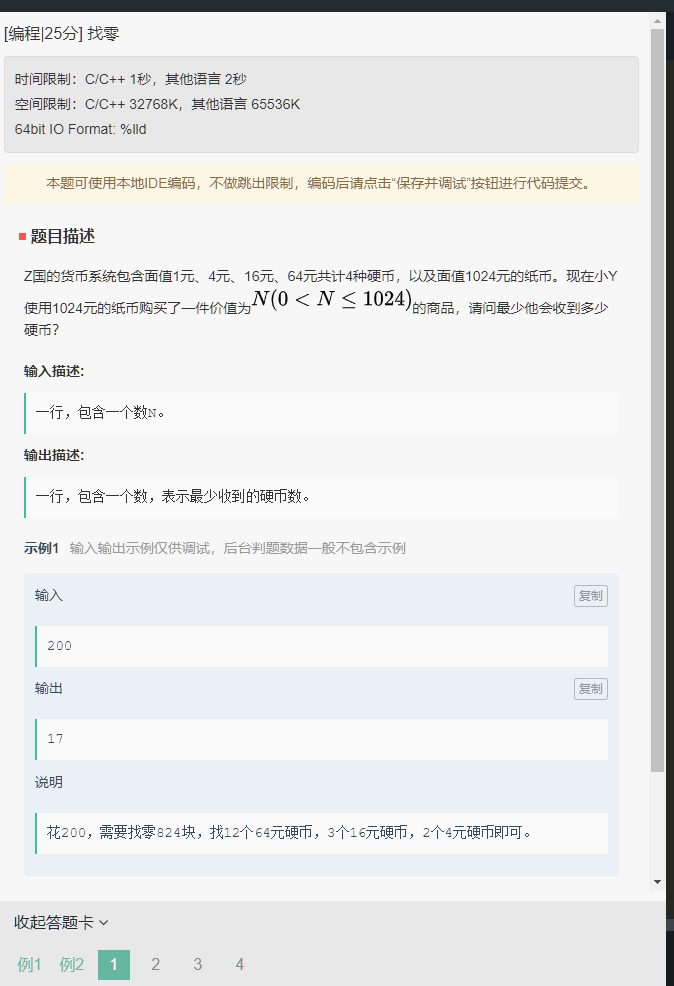 [编程|25分] 找零
时间限制：C/C++ 1秒，其他语言 2秒
空间限制：C/C++ 32768K，其他语言 65536K
64bit IO Format: %lld
本题可使用本地IDE编码，不做跳出限制，编码后请点击“保存并调试”按钮进行代码提交。
题目描述
Z国的货币系统包含面值1元、4元、16元、64元共计4种硬币，以及面值1024元的纸币。现在小Y
使用1024元的纸币购买了一件价值为N(0 < N ≤ 1024)的商品，请问最少他会收到多少
硬币？
输入描述:
一行，包含一个数N。
输出描述:
一行，包含一个数，表示最少收到的硬币数。
示例1 输入输出示例仅供调试，后台判题数据一般不包含示例
输入 复制
200
输出 复制
17
说明
花200，需要找零824块，找12个64元硬币，3个16元硬币，2个4元硬币即可。
收起答题卡
例1 例2 1 2 3 4